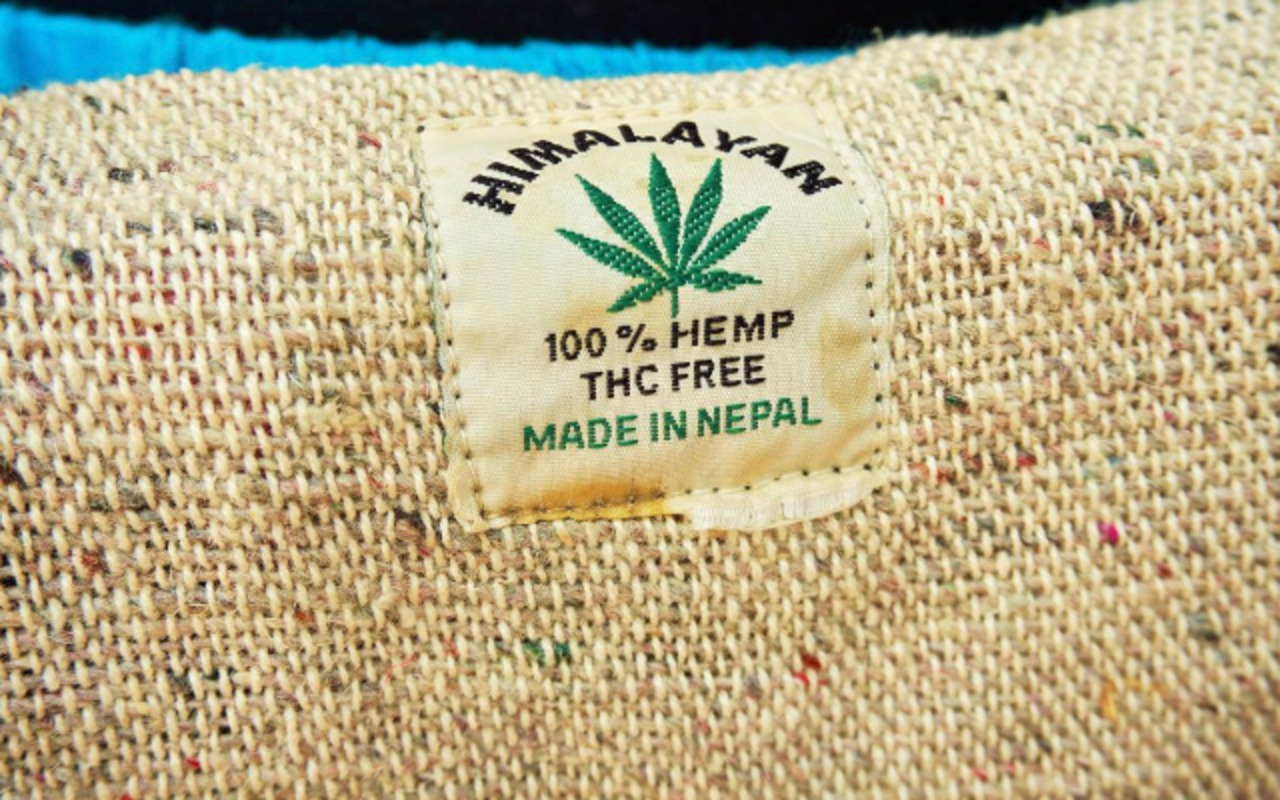 HIMALAYAN
100 % HEMP
THC FREE
MADE IN NEPAL